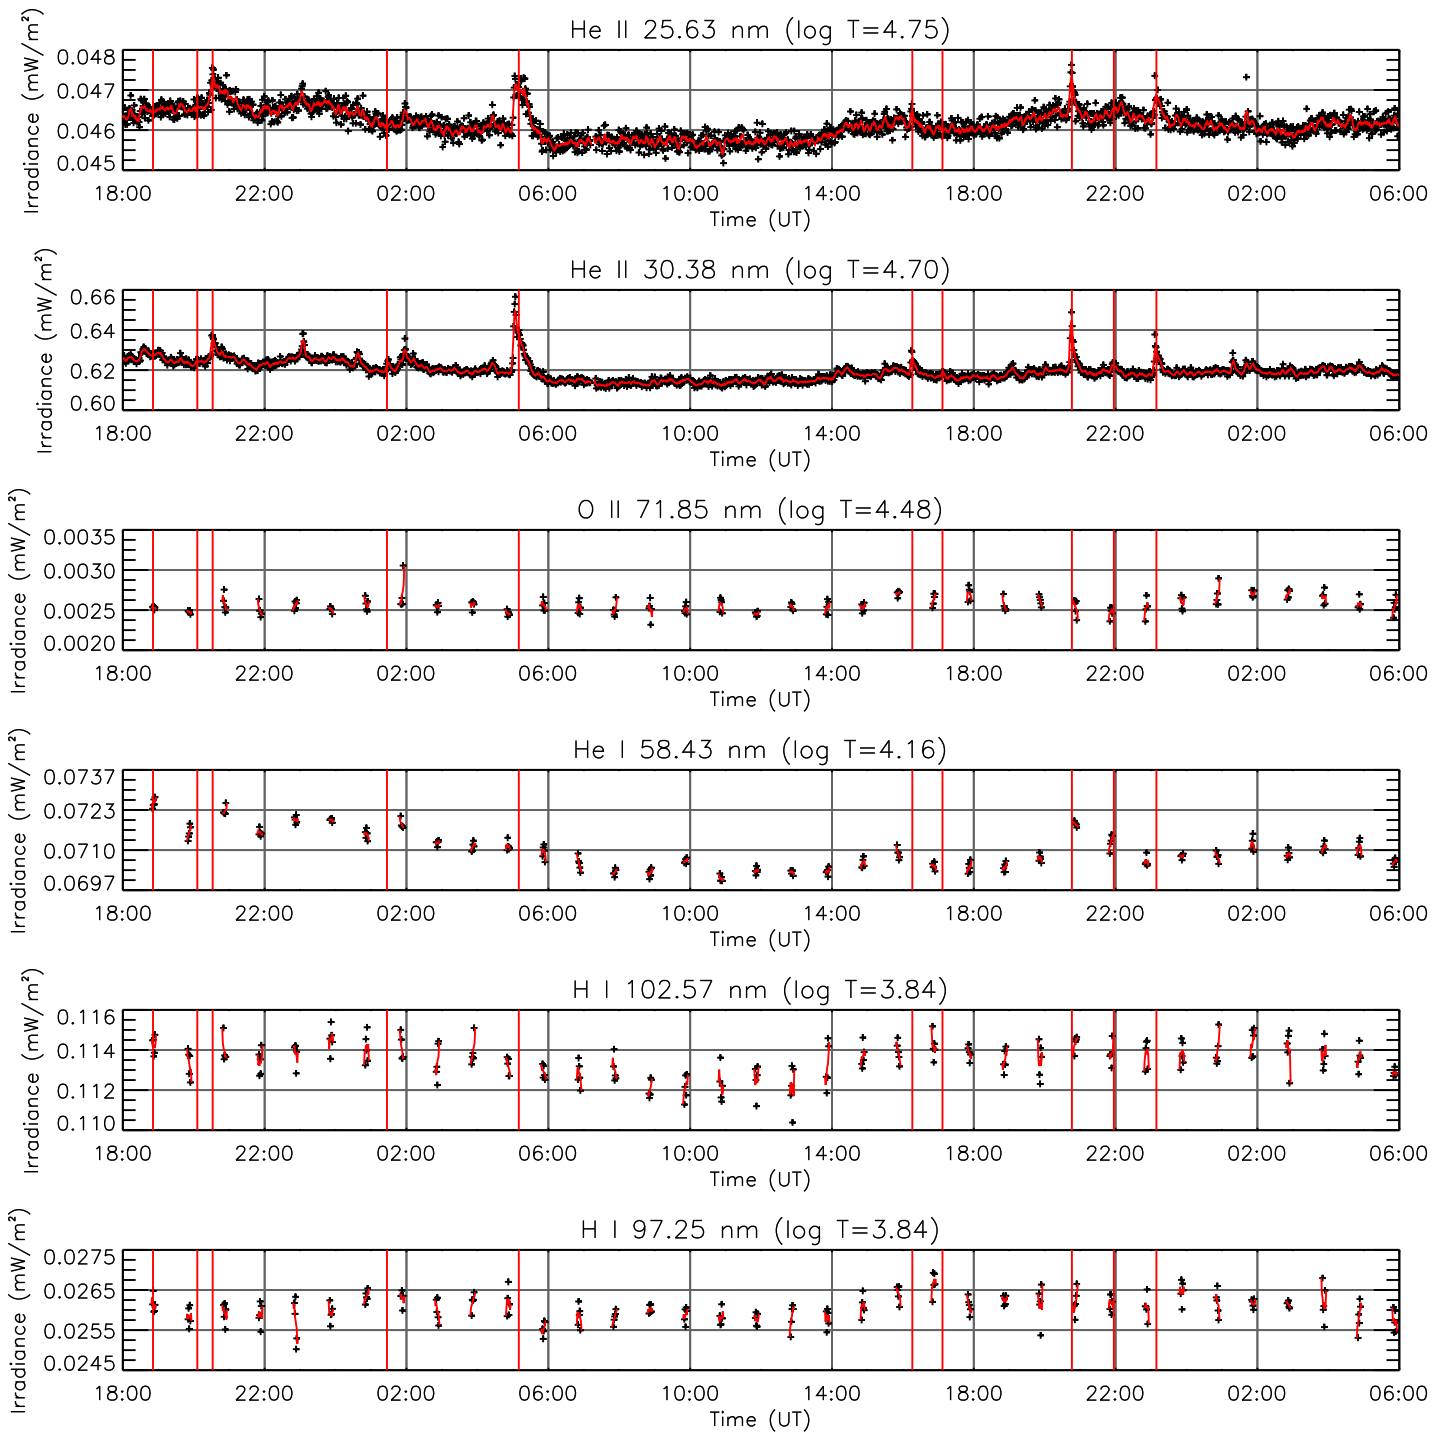 He II 25.63 nm (log T=4.75)
Irradiance (mW/m²)
0.048
0.047
0.046
0.045
18:00 22:00 02:00 06:00 10:00 14:00 18:00 22:00 02:00 06:00
Time (UT)
He II 30.38 nm (log T=4.70)
Irradiance (mW/m²)
0.66
0.64
0.62
0.60
18:00 22:00 02:00 06:00 10:00 14:00 18:00 22:00 02:00 06:00
Time (UT)
O II 71.85 nm (log T=4.48)
Irradiance (mW/m²)
0.0035
0.0030
0.0025
0.0020
18:00 22:00 02:00 06:00 10:00 14:00 18:00 22:00 02:00 06:00
Time (UT)
He I 58.43 nm (log T=4.16)
Irradiance (mW/m²)
0.0737
0.0723
0.0710
0.0697
18:00 22:00 02:00 06:00 10:00 14:00 18:00 22:00 02:00 06:00
Time (UT)
H I 102.57 nm (log T=3.84)
Irradiance (mW/m²)
0.116
0.114
0.112
0.110
18:00 22:00 02:00 06:00 10:00 14:00 18:00 22:00 02:00 06:00
Time (UT)
H I 97.25 nm (log T=3.84)
Irradiance (mW/m²)
0.0275
0.0265
0.0255
0.0245
18:00 22:00 02:00 06:00 10:00 14:00 18:00 22:00 02:00 06:00
Time (UT)